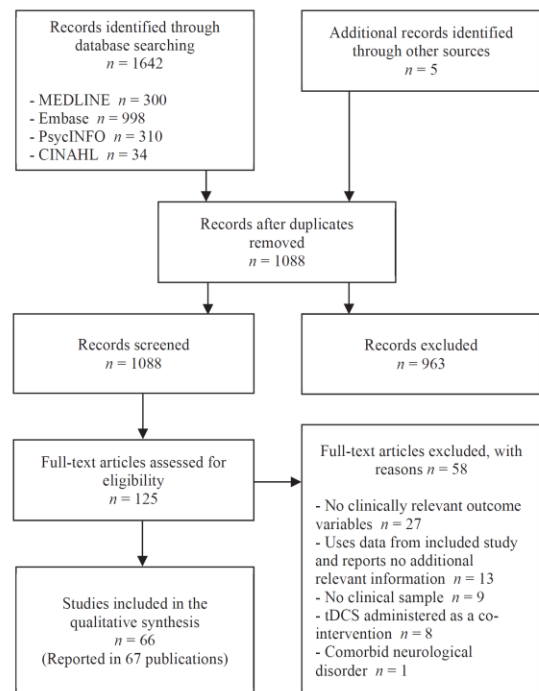 Records identified through
database searching
n = 1642
- MEDLINE n = 300
- Embase n = 998
- PsycINFO n = 310
- CINAHL n = 34
Additional records identified
through other sources
n = 5
Records after duplicates
removed
n = 1088
Records screened
n = 1088
Records excluded
n = 963
Full-text articles assessed for
eligibility
n = 125
Full-text articles excluded, with
reasons n = 58
- No clinically relevant outcome
variables n = 27
- Uses data from included study
and reports no additional
relevant information n = 13
- No clinical sample n = 9
- tDCS administered as a co-
intervention n = 8
- Comorbid neurological
disorder n = 1
Studies included in the
qualitative synthesis
n = 66
(Reported in 67 publications)